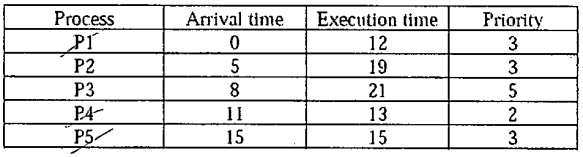 Process Arrival time Execution time Priority
P1 0 12 3
P2 5 19 3
P3 8 21 5
P4 11 13 2
P5 15 15 3